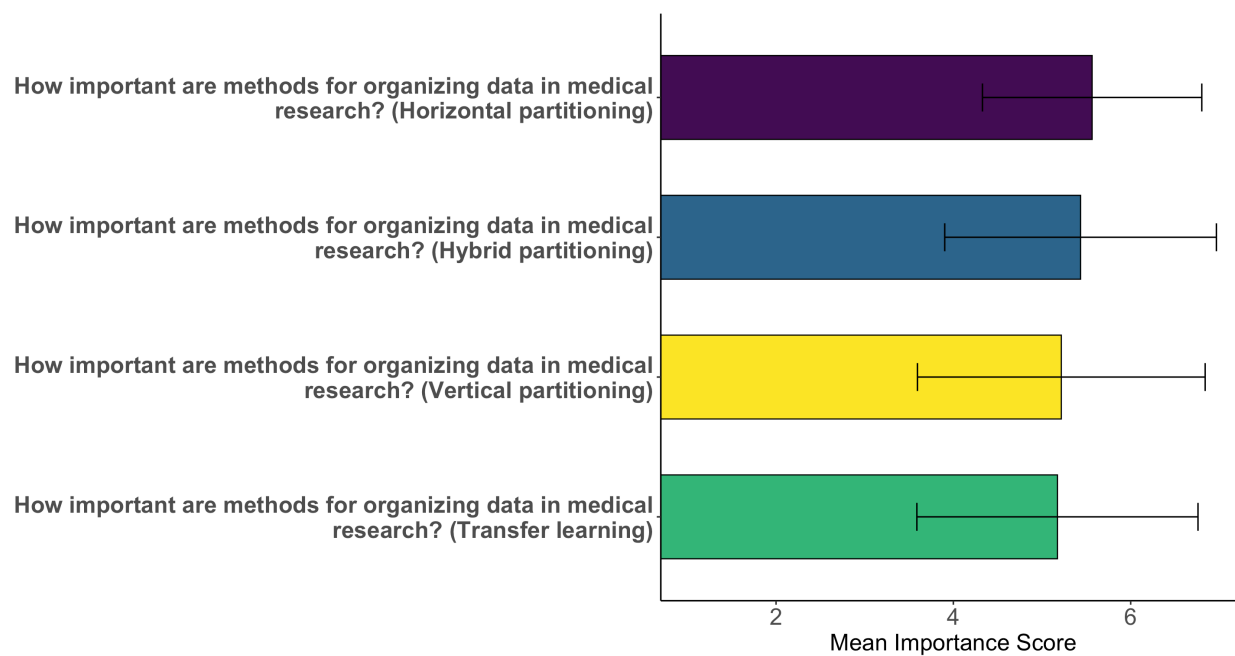 How important are methods for organizing data in medical
research? (Horizontal partitioning)
How important are methods for organizing data in medical
research? (Hybrid partitioning)
How important are methods for organizing data in medical
research? (Vertical partitioning)
How important are methods for organizing data in medical
research? (Transfer learning)
2 4 6
Mean Importance Score